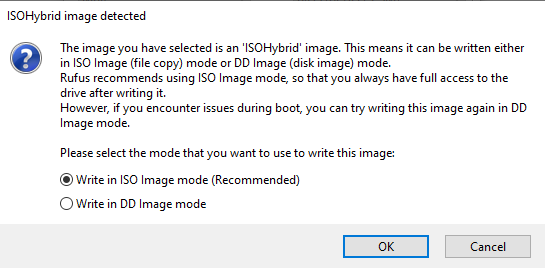 ISOHybrid image detected
The image you have selected is an 'ISOHybrid' image. This means it can be written either
in ISO Image (file copy) mode or DD Image (disk image) mode.
Rufus recommends using ISO Image mode, so that you always have full access to the
drive after writing it.
However, if you encounter issues during boot, you can try writing this image again in DD
Image mode.
Please select the mode that you want to use to write this image:
Write in ISO Image mode (Recommended)
Write in DD Image mode
OK Cancel